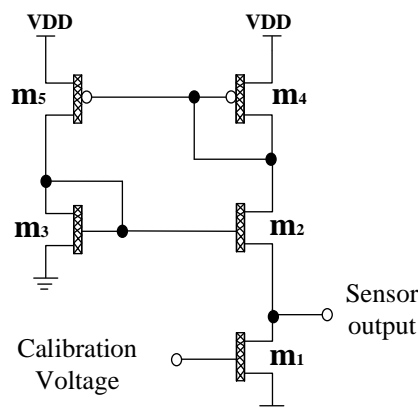 VDD VDD
m5 m4
m3 m2
Sensor
output
Calibration
Voltage
m1